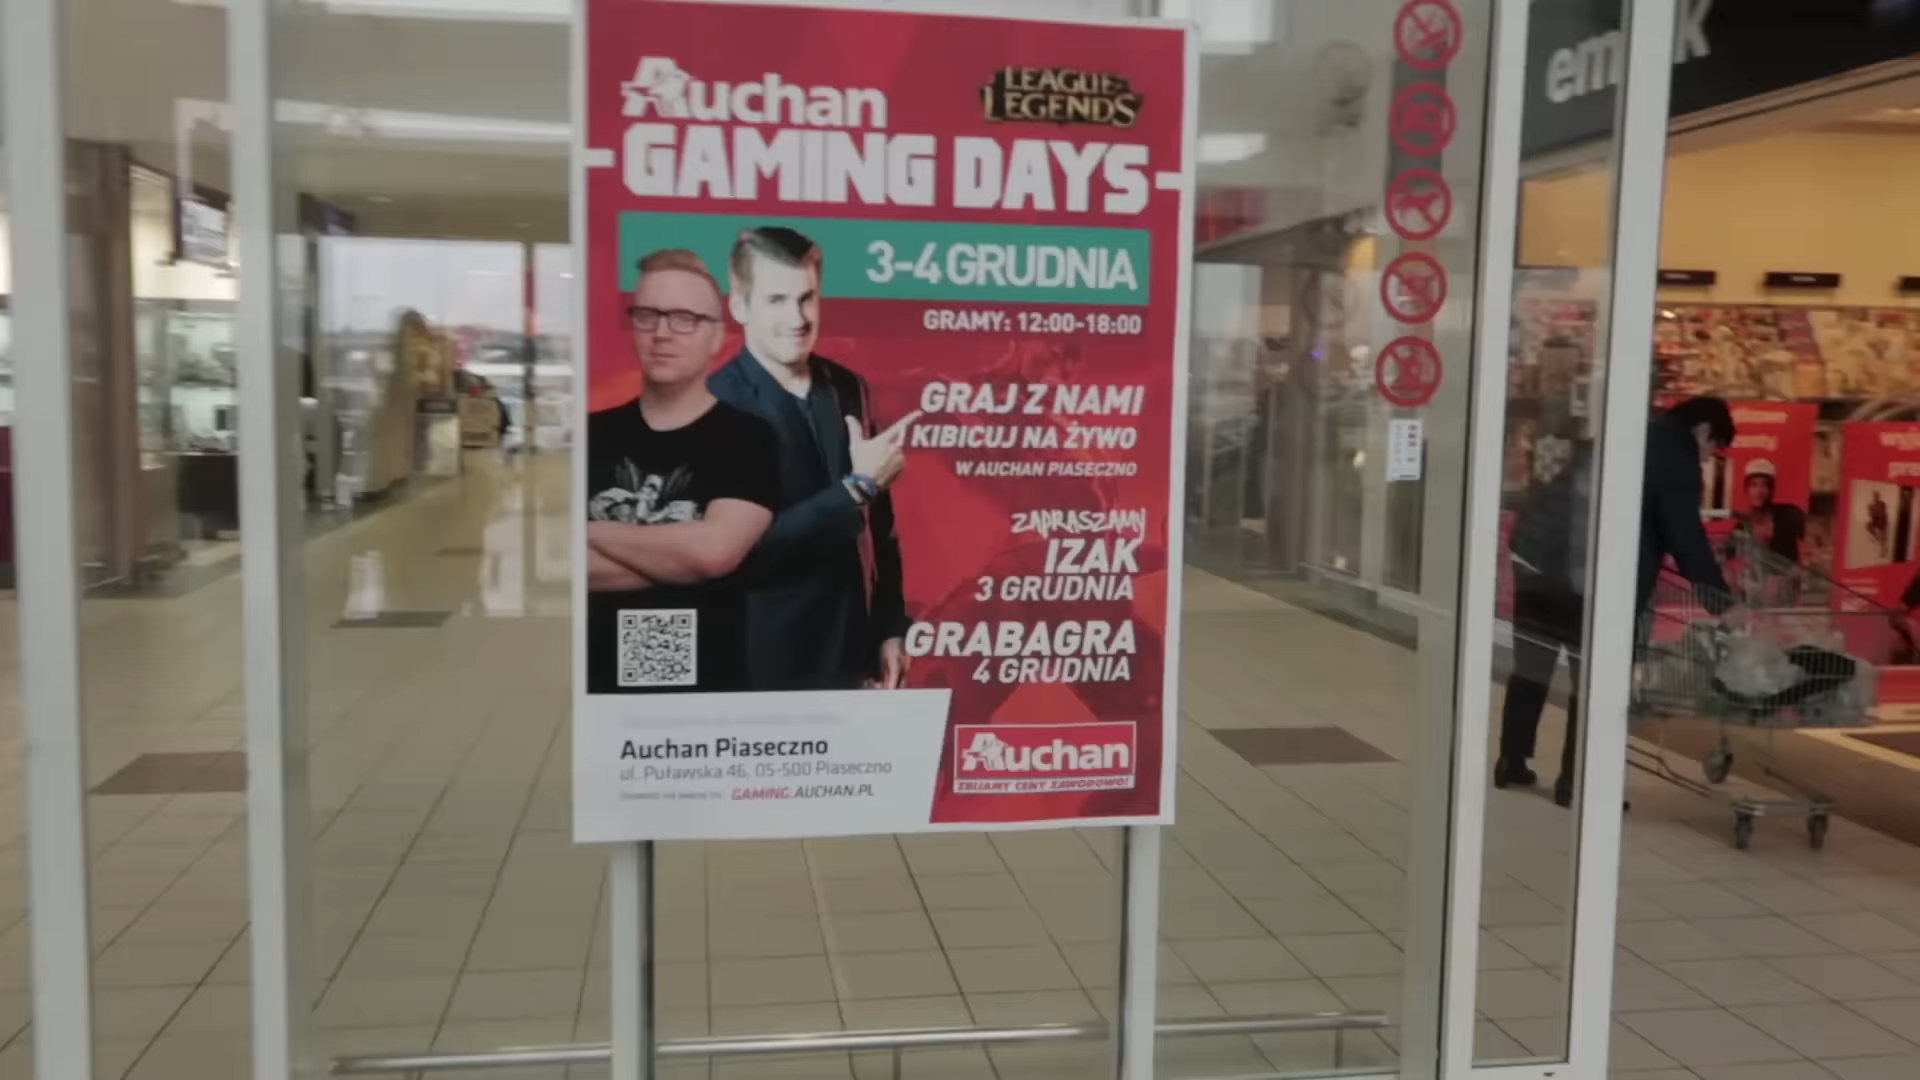 Auchan
LEAGUE OF LEGENDS
GAMING DAYS
3-4 GRUDNIA
GRAMY: 12:00-18:00
GRAJ Z NAMI
I KIBICUJ NA ŻYWO
W AUCHAN PIASECZNO
ZAPRASZAMY
IZAK
3 GRUDNIA
GRABAGRA
4 GRUDNIA
Auchan Piaseczno
ul. Puławska 46, 05-500 Piaseczno
GAMING.AUCHAN.PL
Auchan
ZBIJAMY CENY ZAWODOWO!